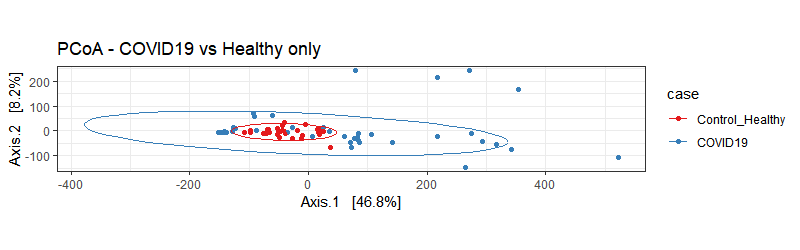 PCoA - COVID19 vs Healthy only
Axis.2 [8.2%]
200
100
0
-100
-400
-200
0
200
400
Axis.1 [46.8%]
case
Control_Healthy
COVID19